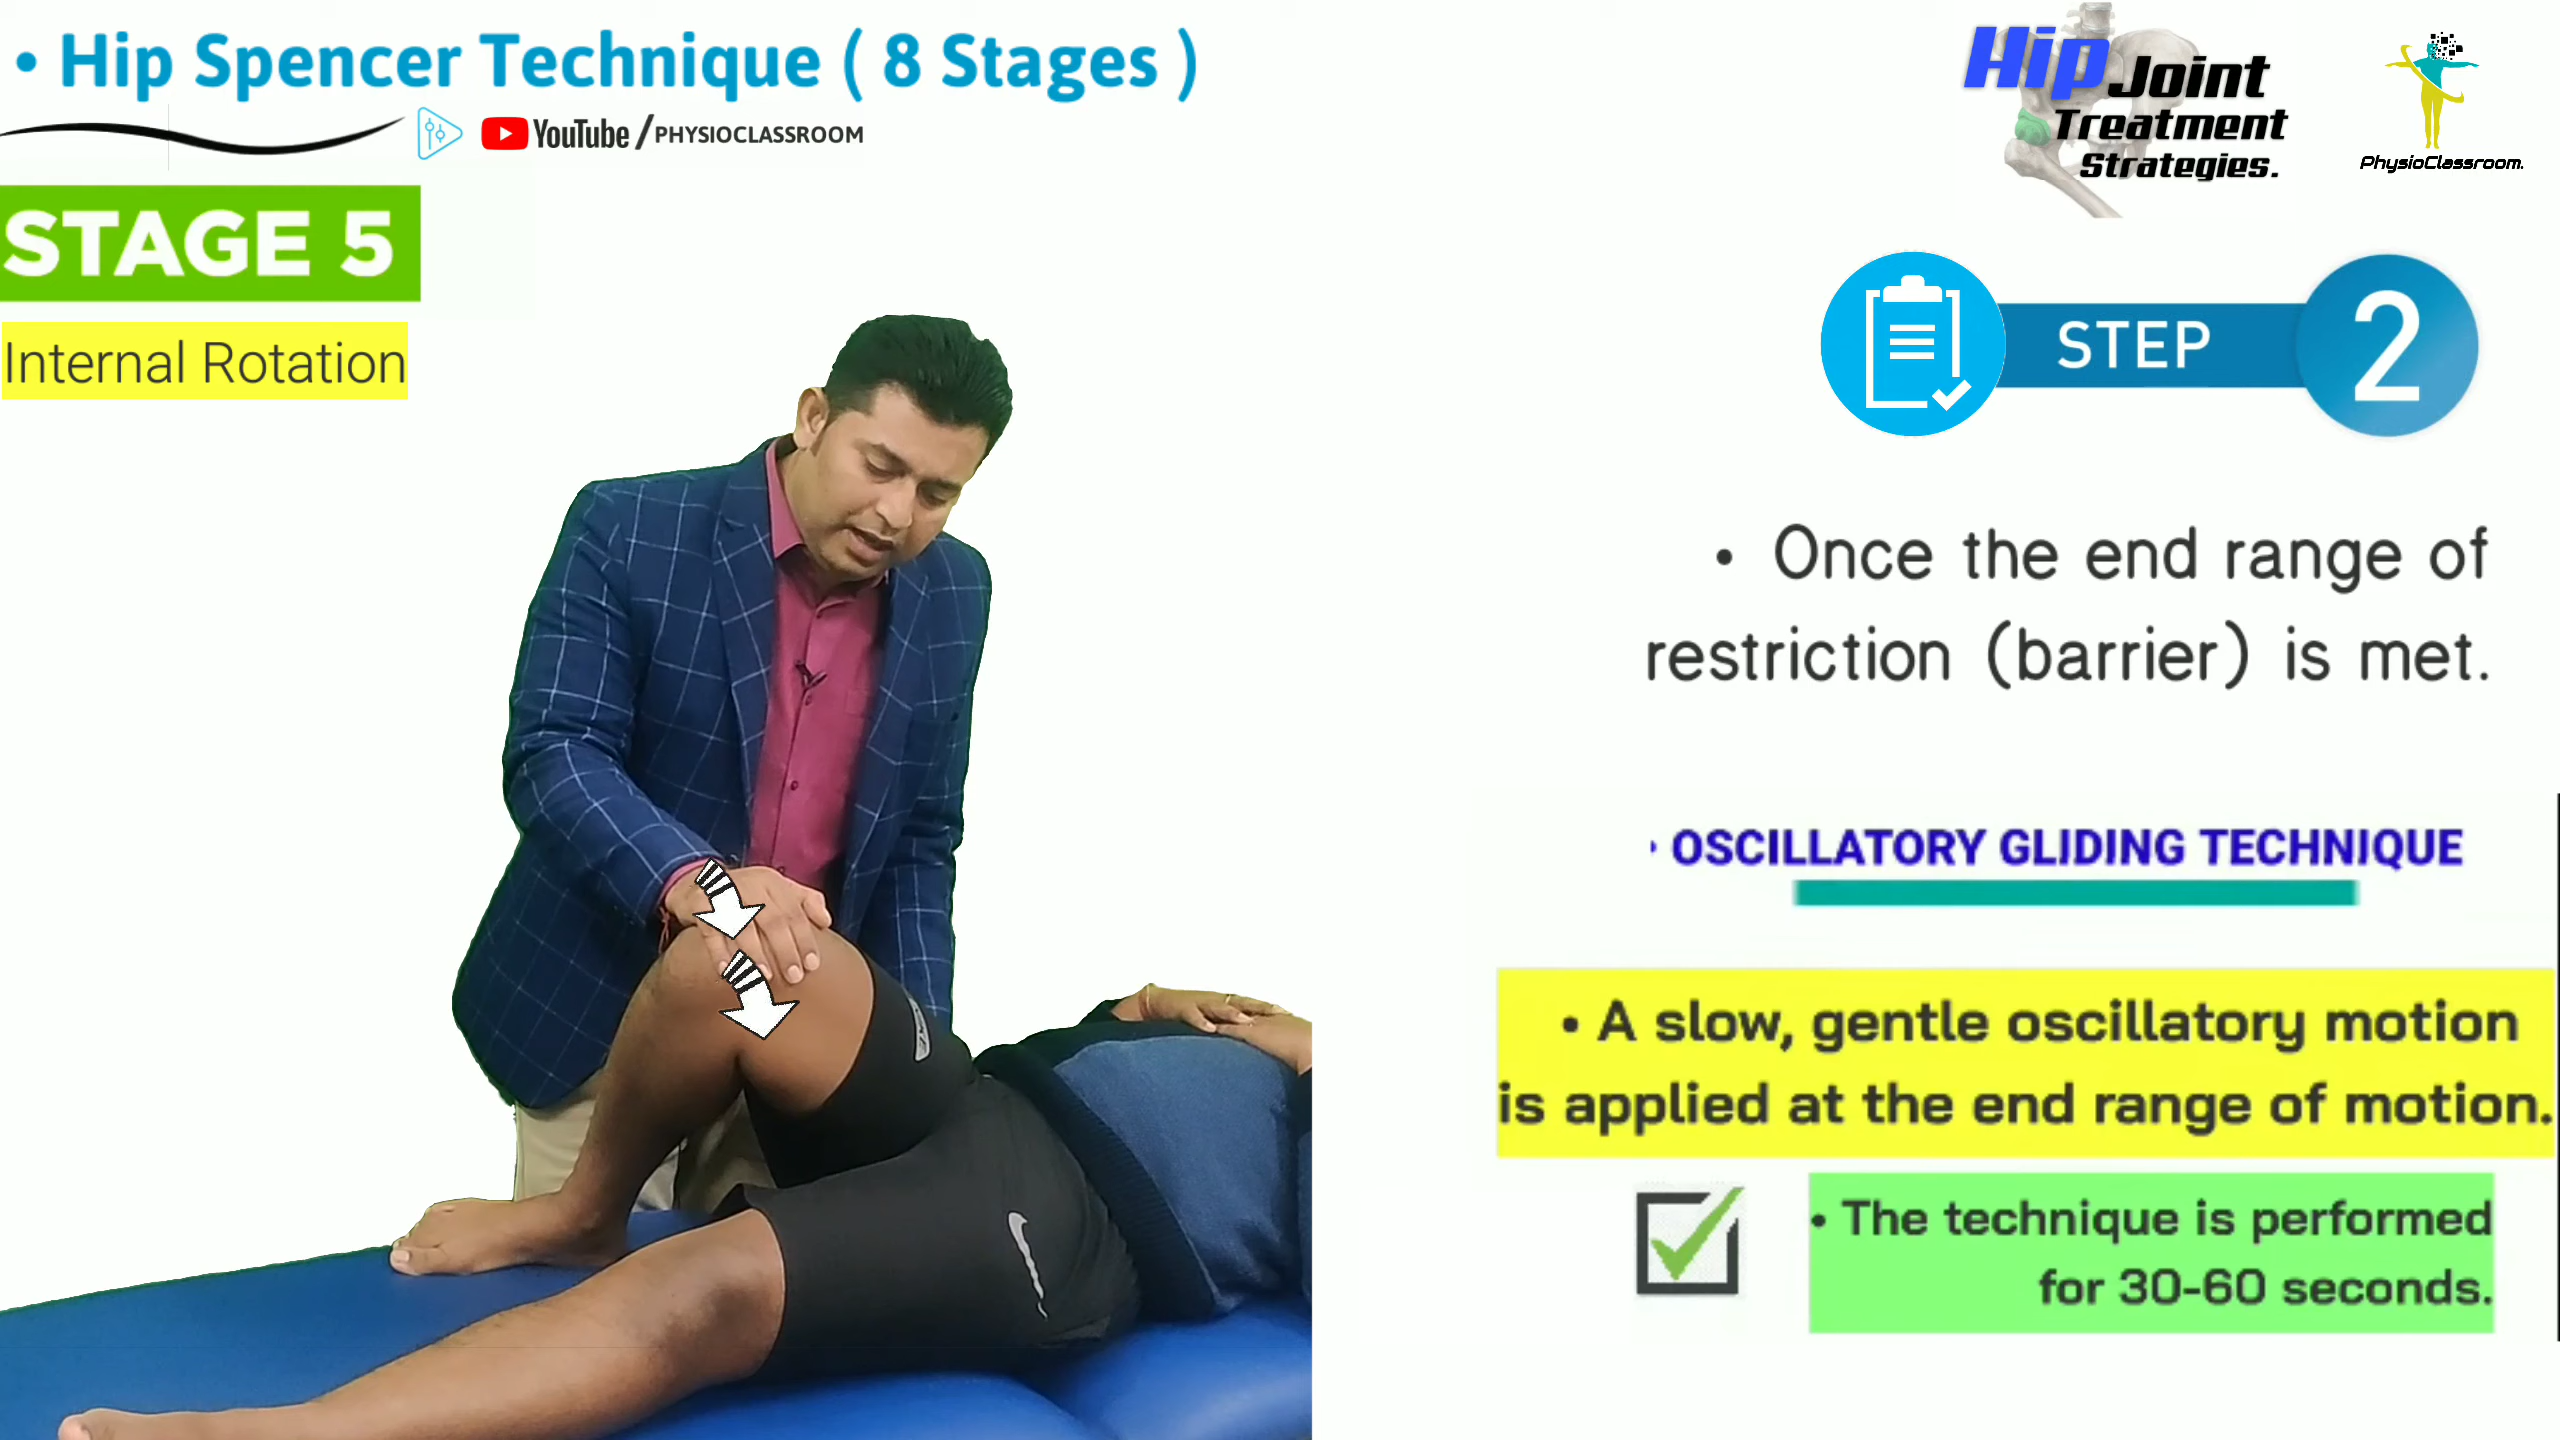 • Hip Spencer Technique ( 8 Stages )
YouTube /PHYSIOCLASSROOM
STAGE 5
Internal Rotation
Hip Joint
Treatment
Strategies.
PhysioClassroom.
STEP 2
• Once the end range of
restriction (barrier) is met.
• OSCILLATORY GLIDING TECHNIQUE
• A slow, gentle oscillatory motion
is applied at the end range of motion.
• The technique is performed
for 30-60 seconds.